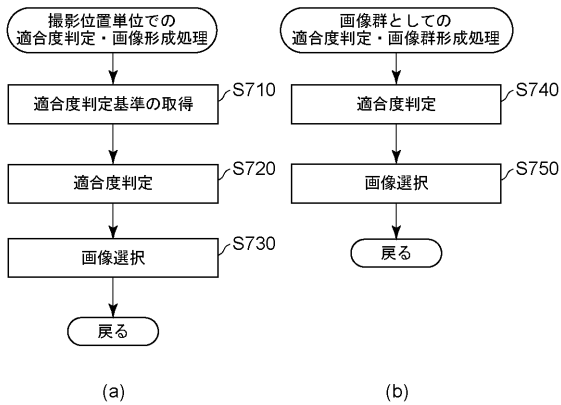 撮影位置単位での
適合度判定・画像形成処理
適合度判定基準の取得
S710
適合度判定
S720
画像選択
S730
戻る
(a)
画像群としての
適合度判定・画像群形成処理
適合度判定
S740
画像選択
S750
戻る
(b)